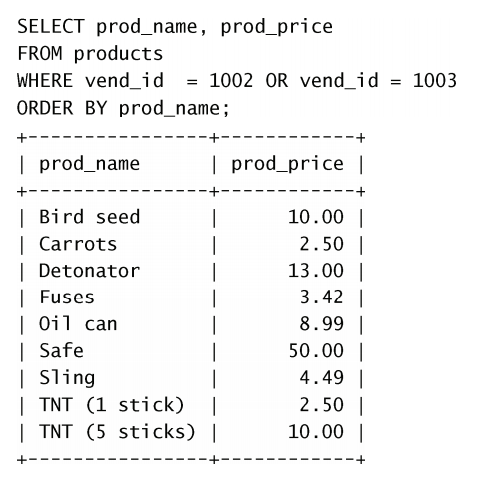 SELECT prod_name, prod_price
FROM products
WHERE vend_id  = 1002 OR vend_id = 1003
ORDER BY prod_name;
+----------------+------------+
| prod_name      | prod_price |
+----------------+------------+
| Bird seed      |      10.00 |
| Carrots        |       2.50 |
| Detonator      |      13.00 |
| Fuses          |       3.42 |
| Oil can        |       8.99 |
| Safe           |      50.00 |
| Sling          |       4.49 |
| TNT (1 stick)  |       2.50 |
| TNT (5 sticks) |      10.00 |
+----------------+------------+